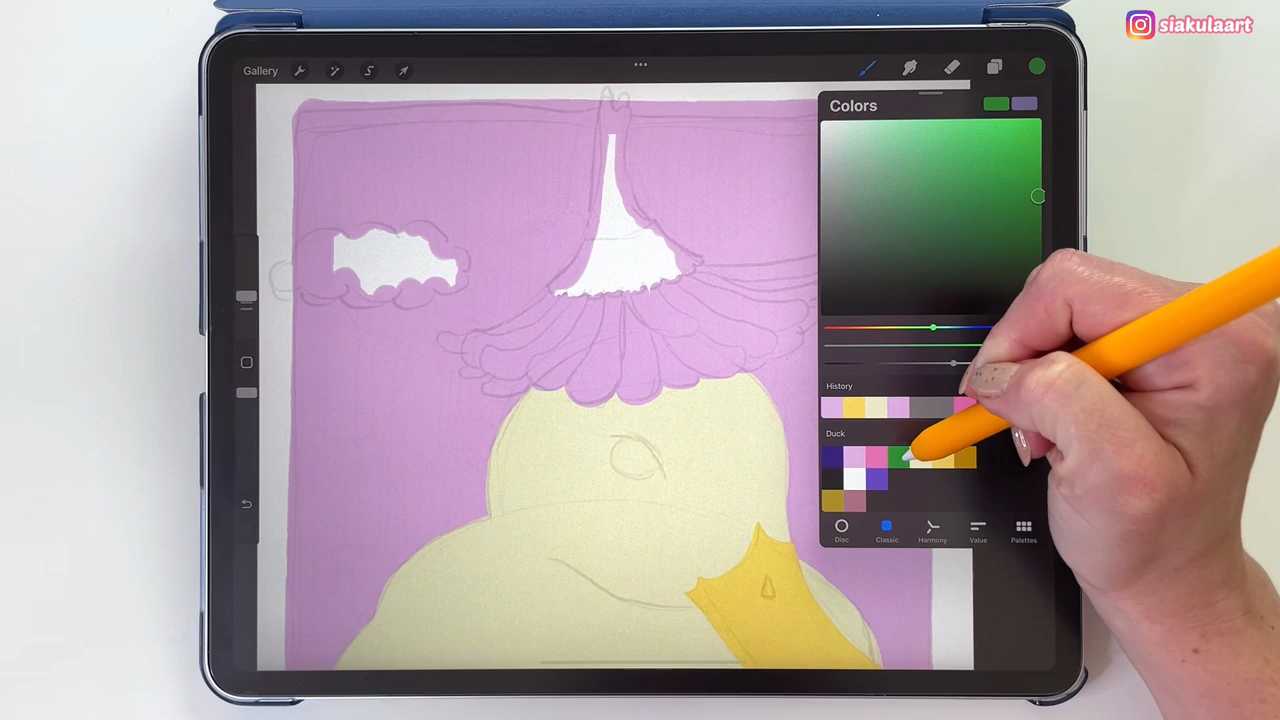 siakulaart
Gallery
Colors
History
Duck
Disc
Classic
Harmony
Value
Palettes